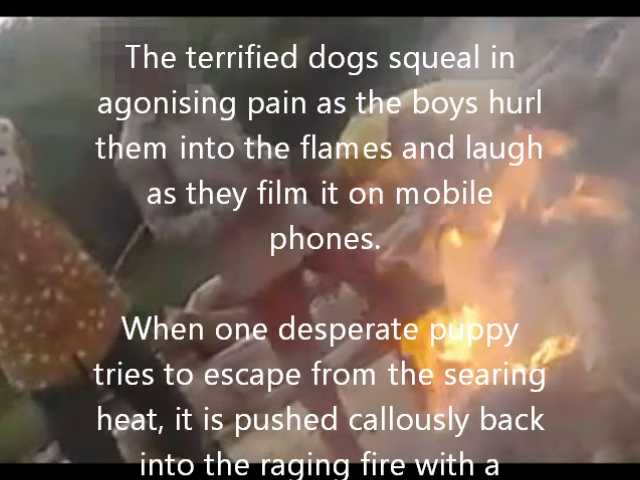 The terrified dogs squeal in
agonising pain as the boys hurl
them into the flames and laugh
as they film it on mobile
phones.
When one desperate puppy
tries to escape from the searing
heat, it is pushed callously back
into the raging fire with a